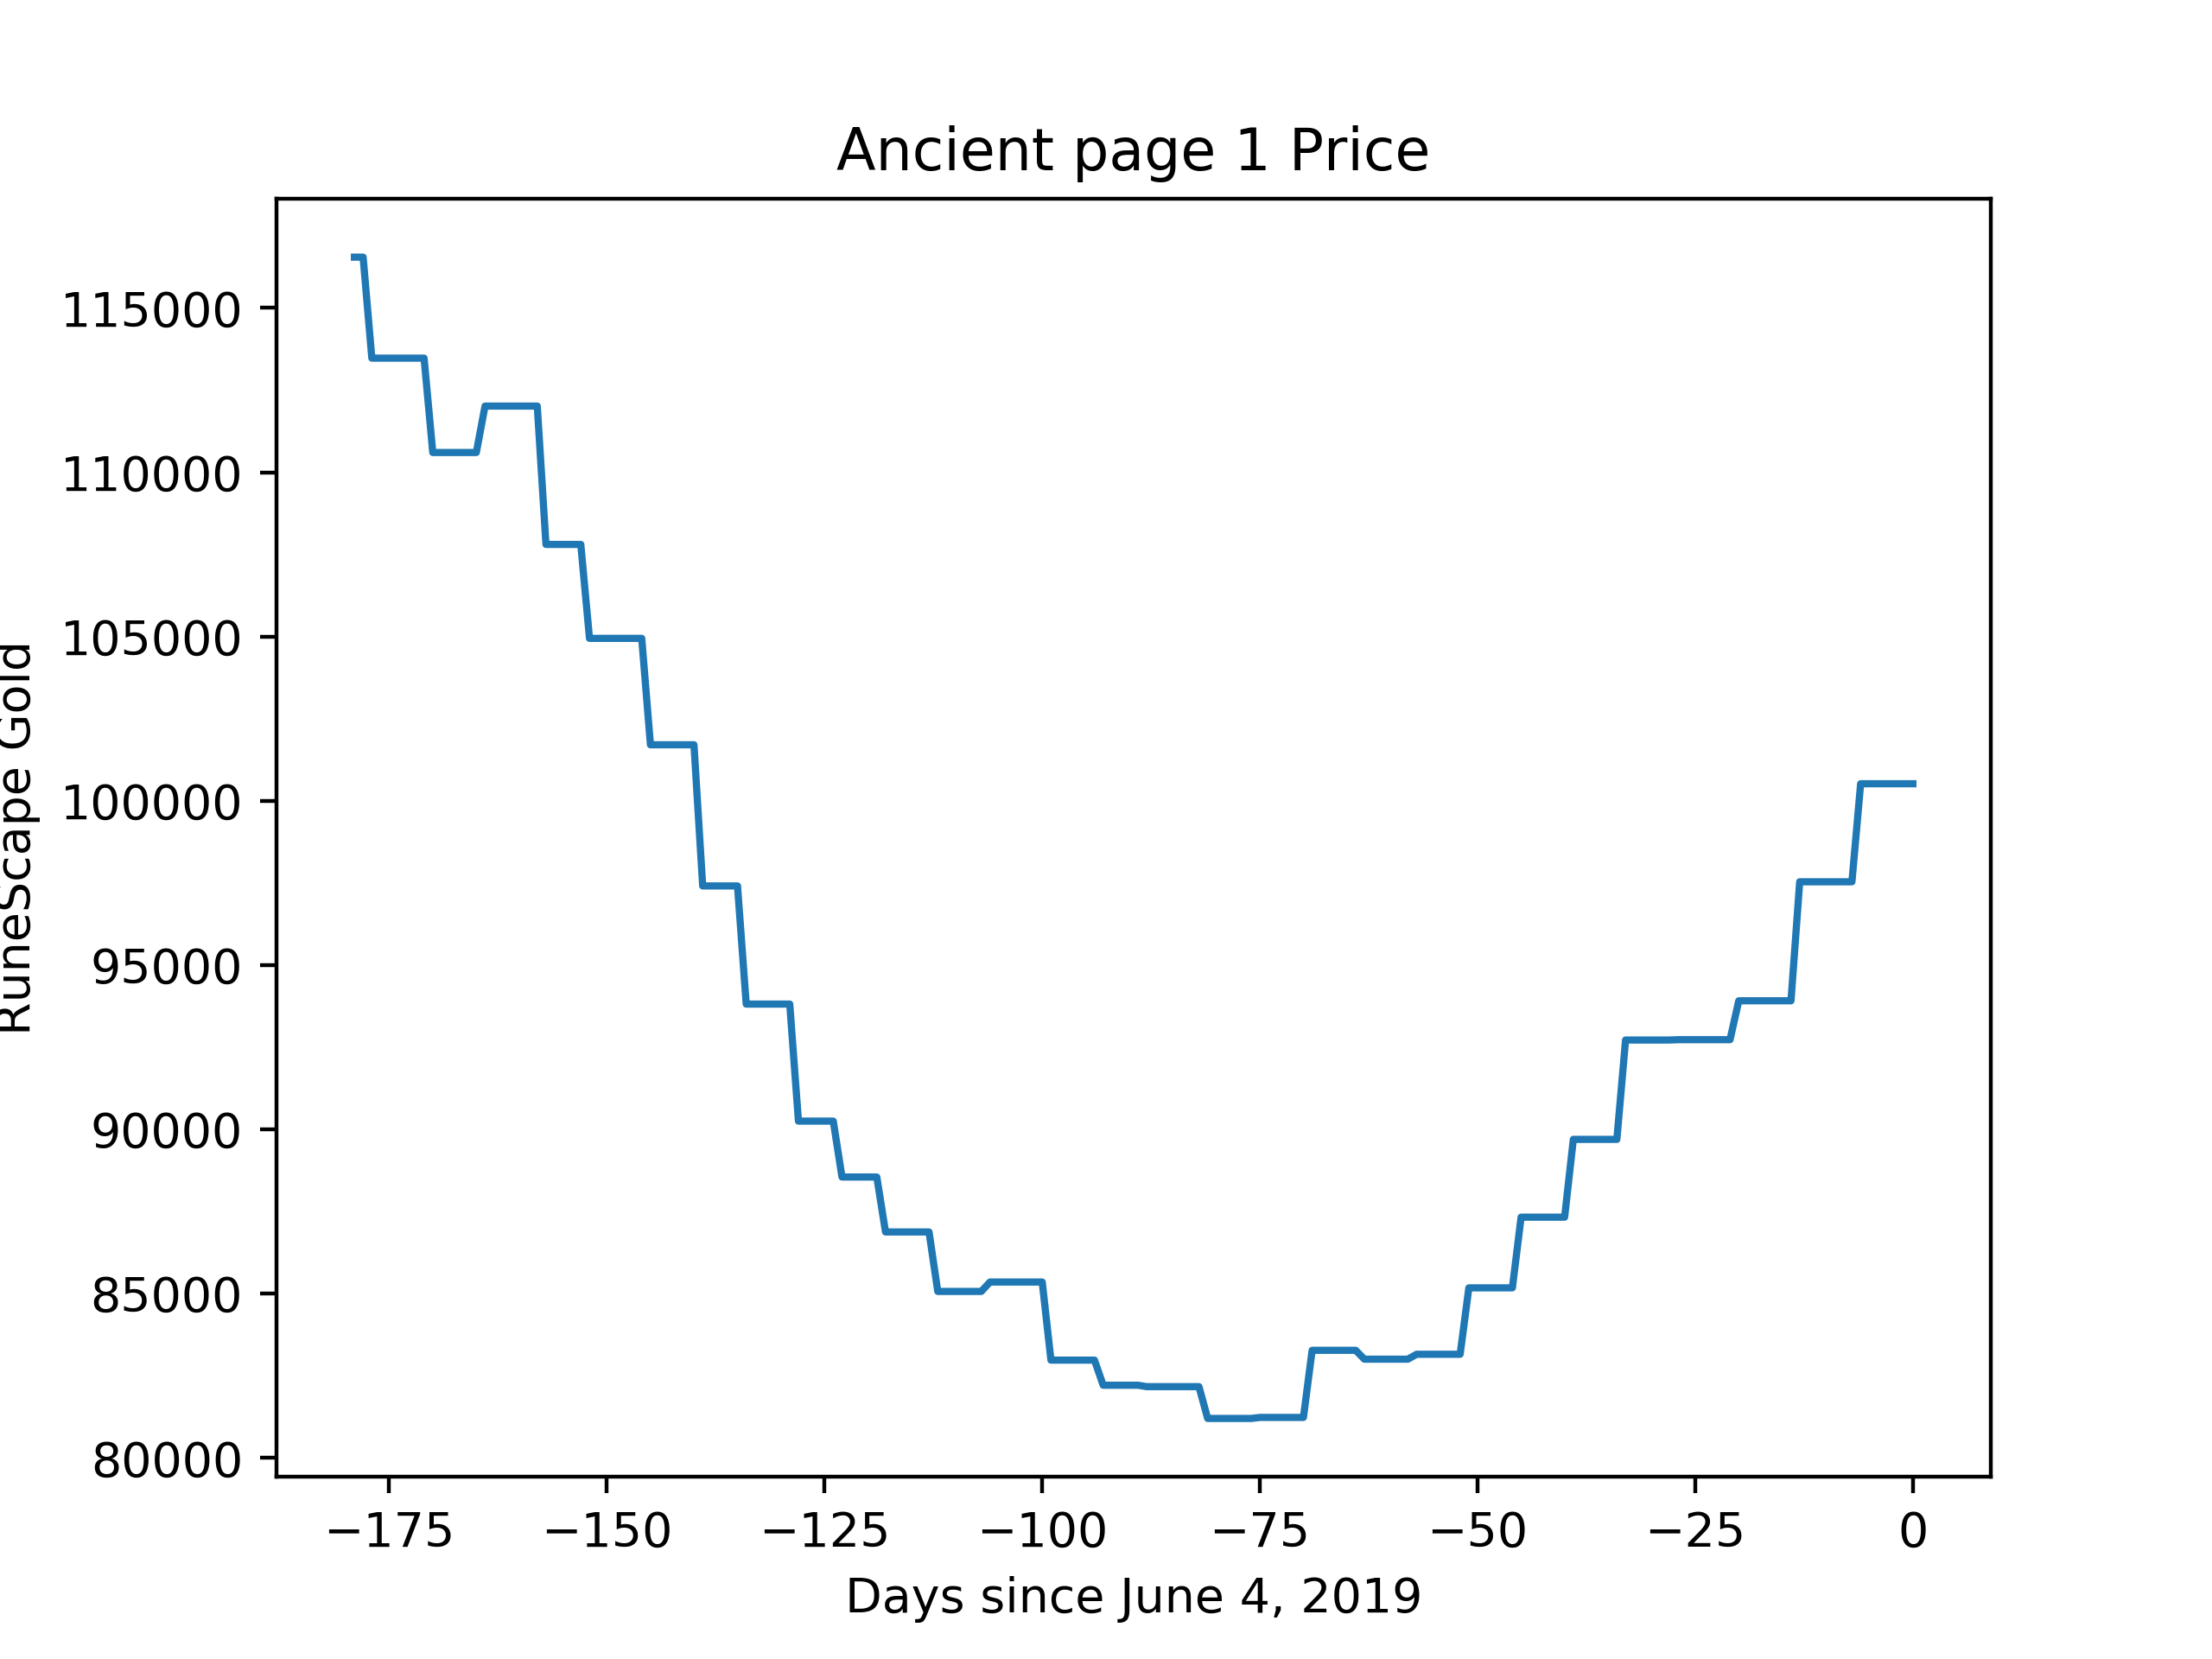 Ancient page 1 Price
RuneScape Gold
115000
110000
105000
100000
95000
90000
85000
80000
−175 −150 −125 −100 −75 −50 −25 0
Days since June 4, 2019